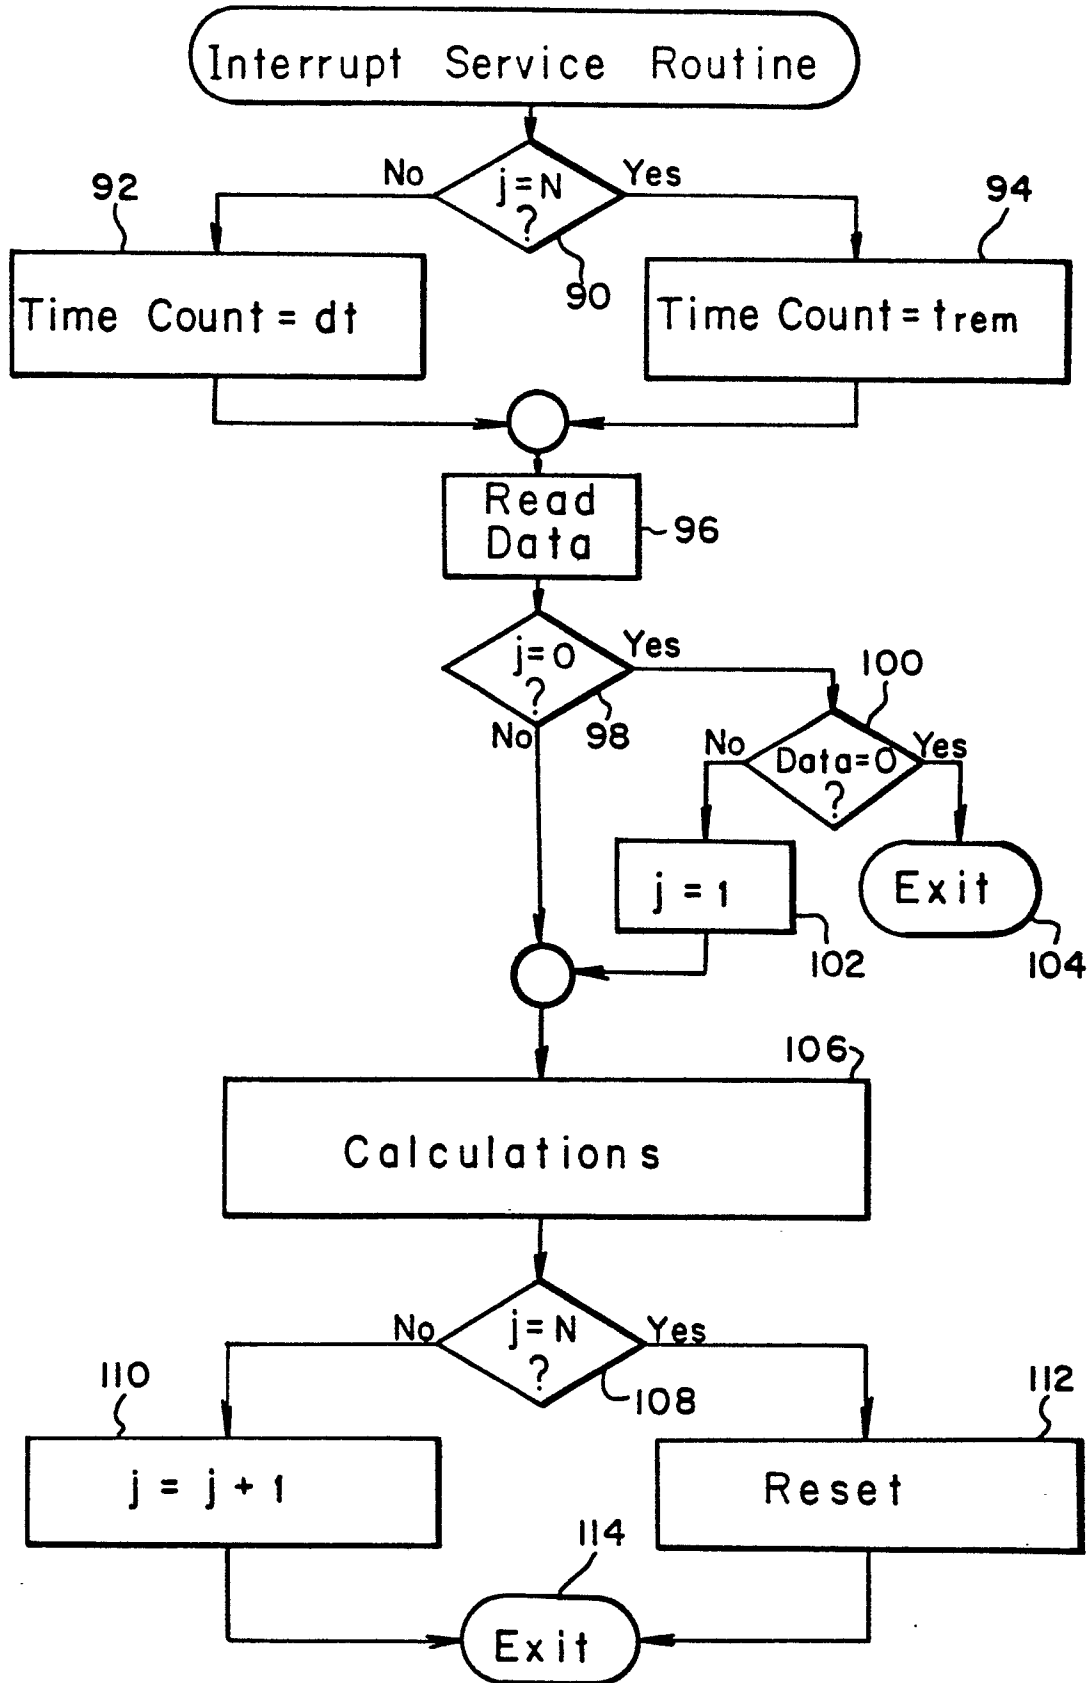 Interrupt Service Routine
j=N
?
No
Yes
90
92
94
Time Count = dt
Time Count = trem
Read
Data
96
j=0
?
Yes
No
98
100
Data=0
?
No
Yes
j = 1
102
Exit
104
106
Calculations
j=N
?
No
Yes
108
110
112
j = j + 1
Reset
114
Exit